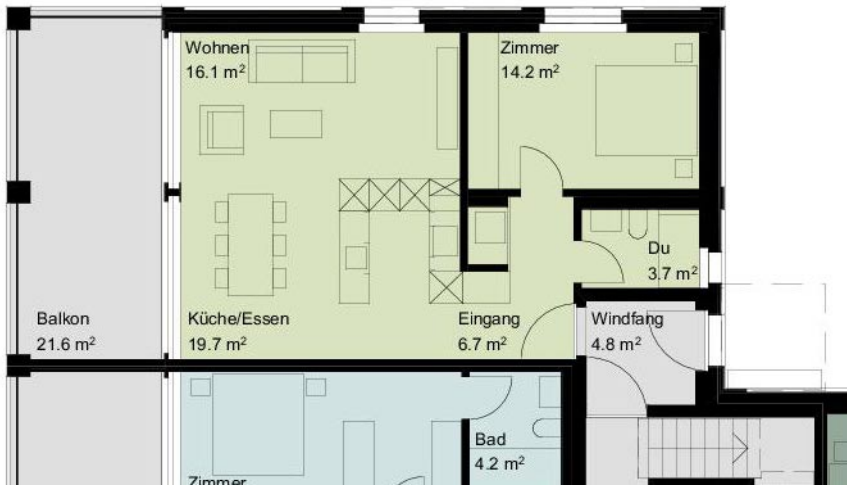 Wohnen
16.1 m²
Zimmer
14.2 m²
Du
3.7 m²
Balkon
21.6 m²
Küche/Essen
19.7 m²
Eingang
6.7 m²
Windfang
4.8 m²
Bad
4.2 m²
Zimmer